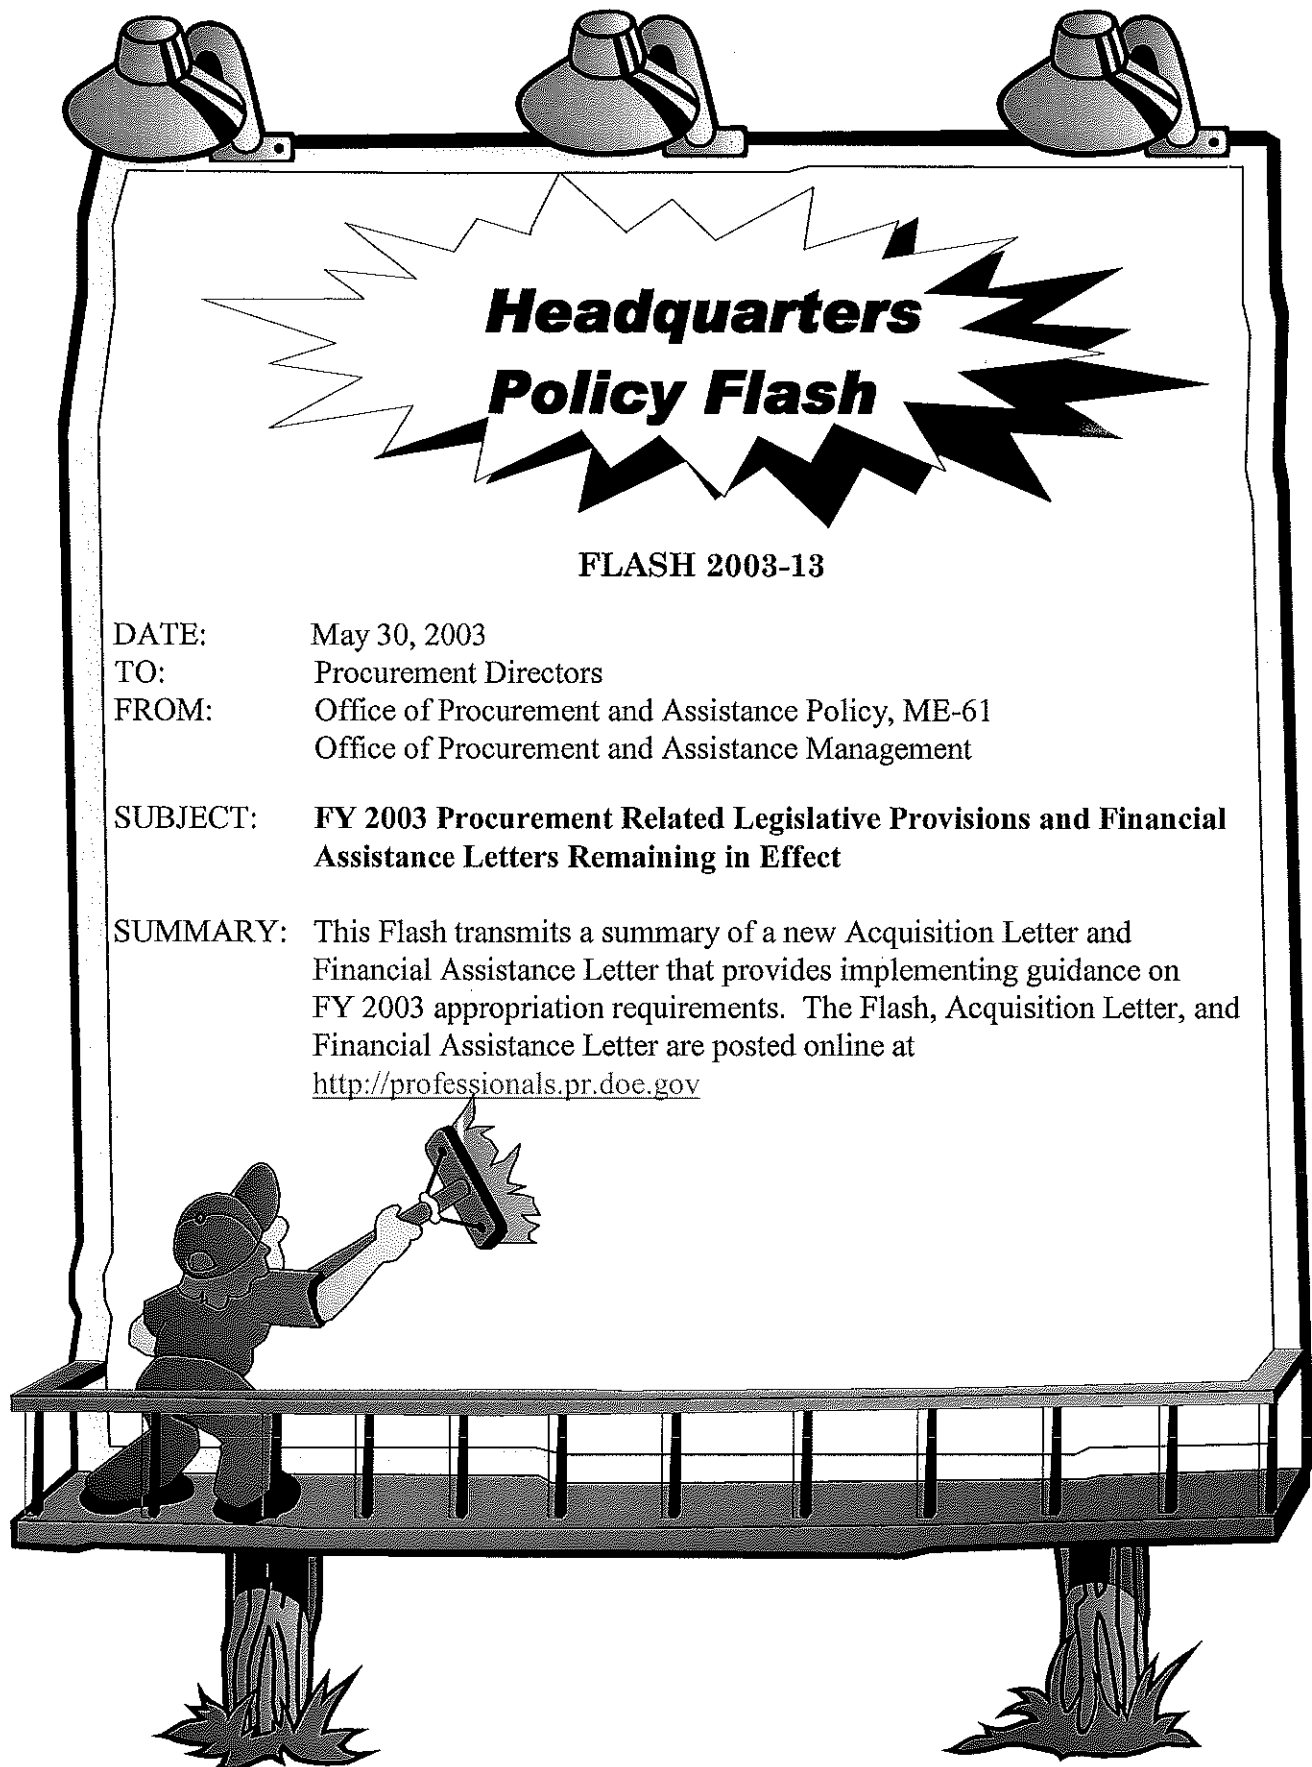 Headquarters
Policy Flash
FLASH 2003-13
DATE: May 30, 2003
TO: Procurement Directors
FROM: Office of Procurement and Assistance Policy, ME-61
Office of Procurement and Assistance Management
SUBJECT: FY 2003 Procurement Related Legislative Provisions and Financial
Assistance Letters Remaining in Effect
SUMMARY: This Flash transmits a summary of a new Acquisition Letter and
Financial Assistance Letter that provides implementing guidance on
FY 2003 appropriation requirements. The Flash, Acquisition Letter, and
Financial Assistance Letter are posted online at
http://professionals.pr.doe.gov